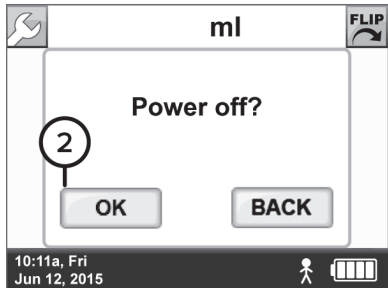 ml
FLIP
Power off?
2
OK
BACK
10:11a, Fri
Jun 12, 2015